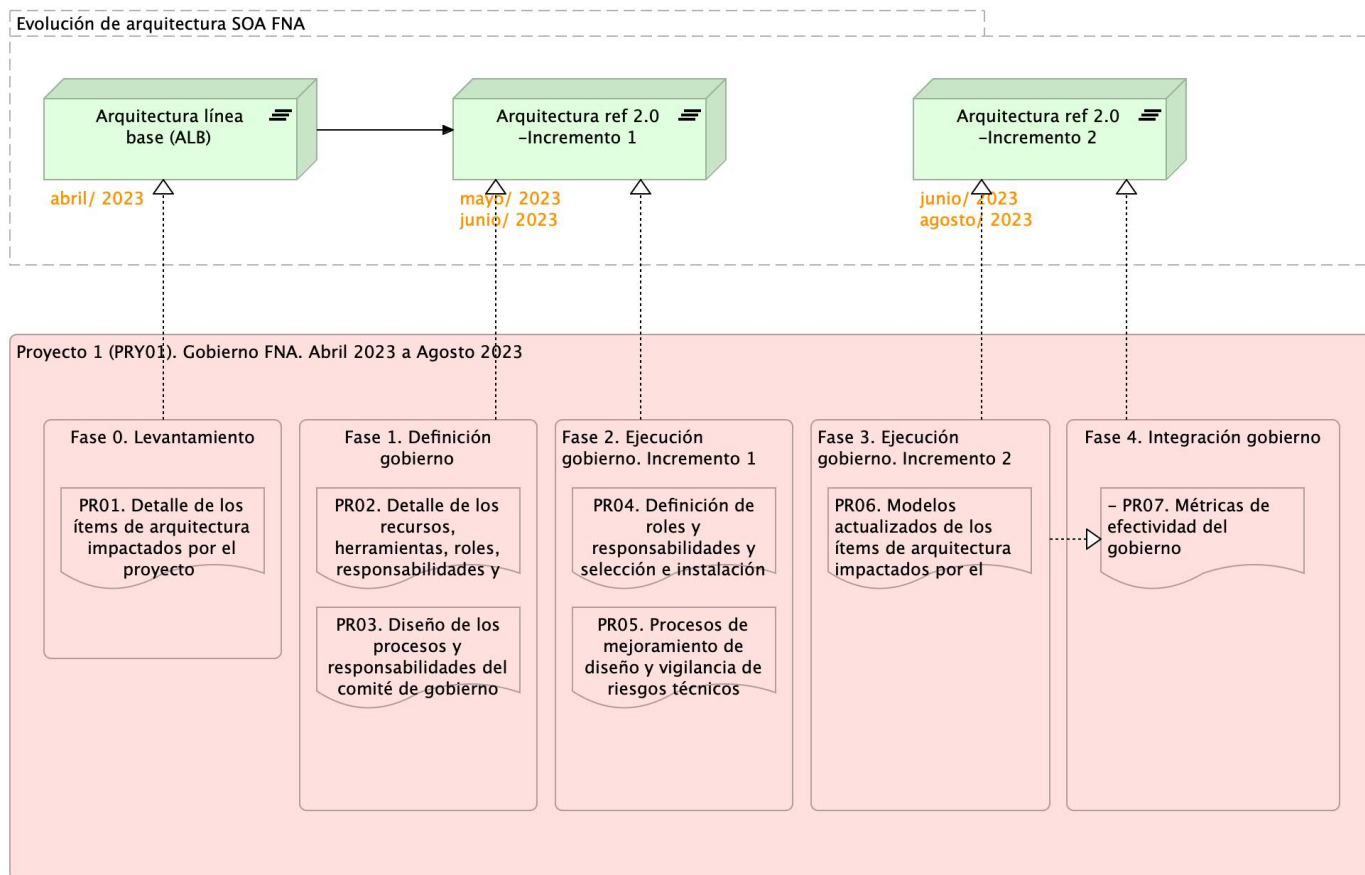 Evolución de arquitectura SOA FNA
Arquitectura línea
base (ALB)
Arquitectura ref 2.0
-Incremento 1
Arquitectura ref 2.0
-Incremento 2
abril/ 2023
mayo/ 2023
junio/ 2023
junio/ 2023
agosto/ 2023
Proyecto 1 (PRY01). Gobierno FNA. Abril 2023 a Agosto 2023
Fase 0. Levantamiento
PR01. Detalle de los
ítems de arquitectura
impactados por el
proyecto
Fase 1. Definición
gobierno
PR02. Detalle de los
recursos,
herramientas, roles,
responsabilidades y
PR03. Diseño de los
procesos y
responsabilidades del
comité de gobierno
Fase 2. Ejecución
gobierno. Incremento 1
PR04. Definición de
roles y
responsabilidades y
selección e instalación
PR05. Procesos de
mejoramiento de
diseño y vigilancia de
riesgos técnicos
Fase 3. Ejecución
gobierno. Incremento 2
PR06. Modelos
actualizados de los
ítems de arquitectura
impactados por el
Fase 4. Integración gobierno
- PR07. Métricas de
efectividad del
gobierno